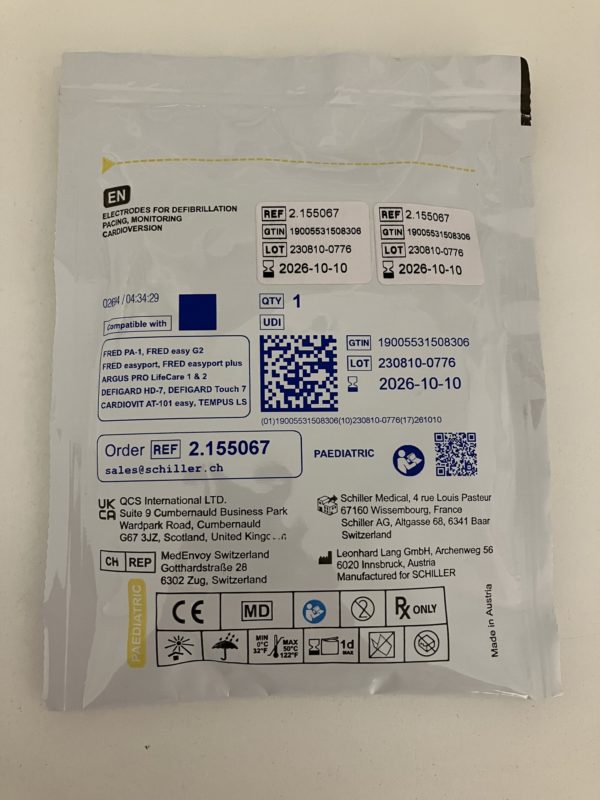 EN
ELECTRODES FOR DEFIBRILLATION
PACING, MONITORING
CARDIOVERSION
REF 2.155067
GTIN 19005531508306
LOT 230810-0776
2026-10-10
REF 2.155067
GTIN 19005531508306
LOT 230810-0776
2026-10-10
0264 / 04:34:29
Compatible with
FRED PA-1, FRED easy G2
FRED easyport, FRED easyport plus
ARGUS PRO LifeCare 1 & 2
DEFIGARD HD-7, DEFIGARD Touch 7
CARDIOVIT AT-101 easy, TEMPUS LS
QTY 1
UDI
GTIN 19005531508306
LOT 230810-0776
2026-10-10
(01)19005531508306(10)230810-0776(17)261010
Order REF 2.155067
sales@schiller.ch
PAEDIATRIC
UK
CA
QCS International LTD.
Suite 9 Cumbernauld Business Park
Wardpark Road, Cumbernauld
G67 3JZ, Scotland, United
CH REP
MedEnvoy Switzerland
Gotthardstraße 28
6302 Zug, Switzerland
Schiller Medical, 4 rue Louis Pasteur
67160 Wissembourg, France
Schiller AG, Altgasse 68, 6341 Baar
Switzerland
Leonhard Lang GmbH, Archenweg 56
6020 Innsbruck, Austria
Manufactured for SCHILLER
PAEDIATRIC
CE MD 2 Rx ONLY
MIN 0°C 32°F MAX 50°C 122°F 1d MAX
Made in Austria